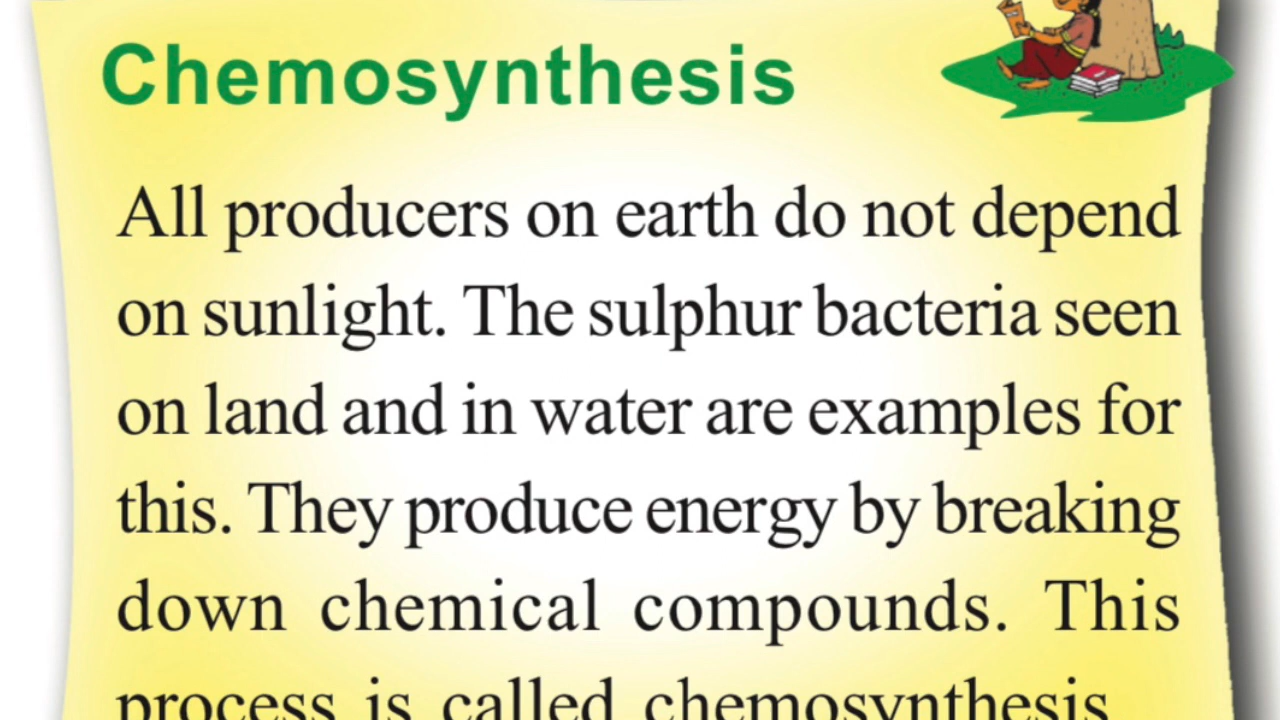 Chemosynthesis
All producers on earth do not depend
on sunlight. The sulphur bacteria seen
on land and in water are examples for
this. They produce energy by breaking
down chemical compounds. This
process is called chemosynthesis